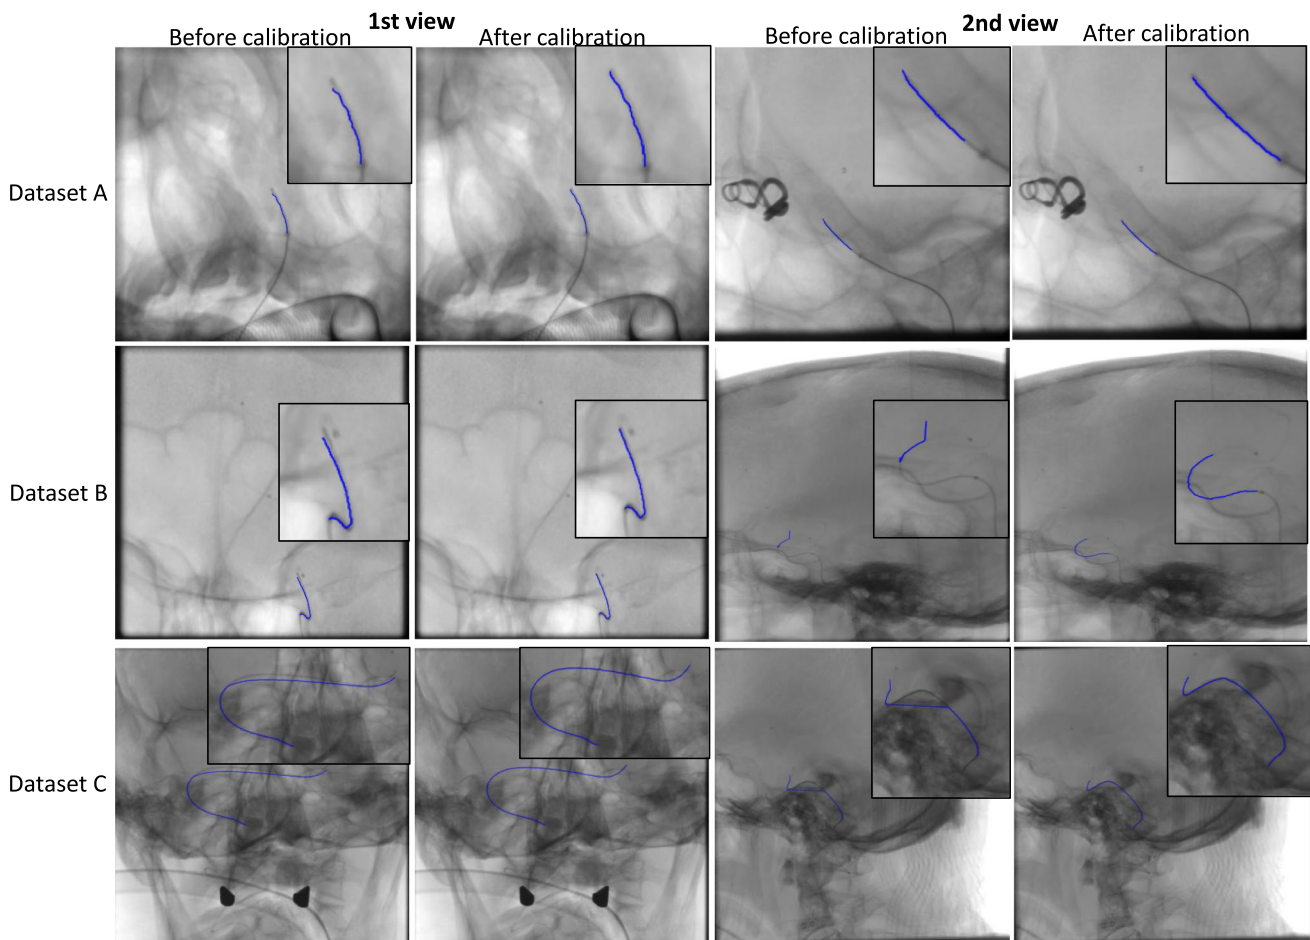 1st view
2nd view
Before calibration
After calibration
Before calibration
After calibration
Dataset A
Dataset B
Dataset C